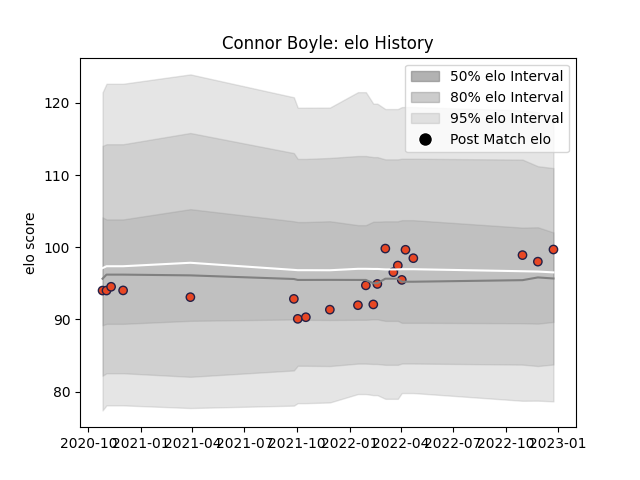 Connor Boyle: elo History
50% elo Interval
80% elo Interval
95% elo Interval
Post Match elo
elo score
120
110
100
90
80
2020-10 2021-01 2021-04 2021-07 2021-10 2022-01 2022-04 2022-07 2022-10 2023-01